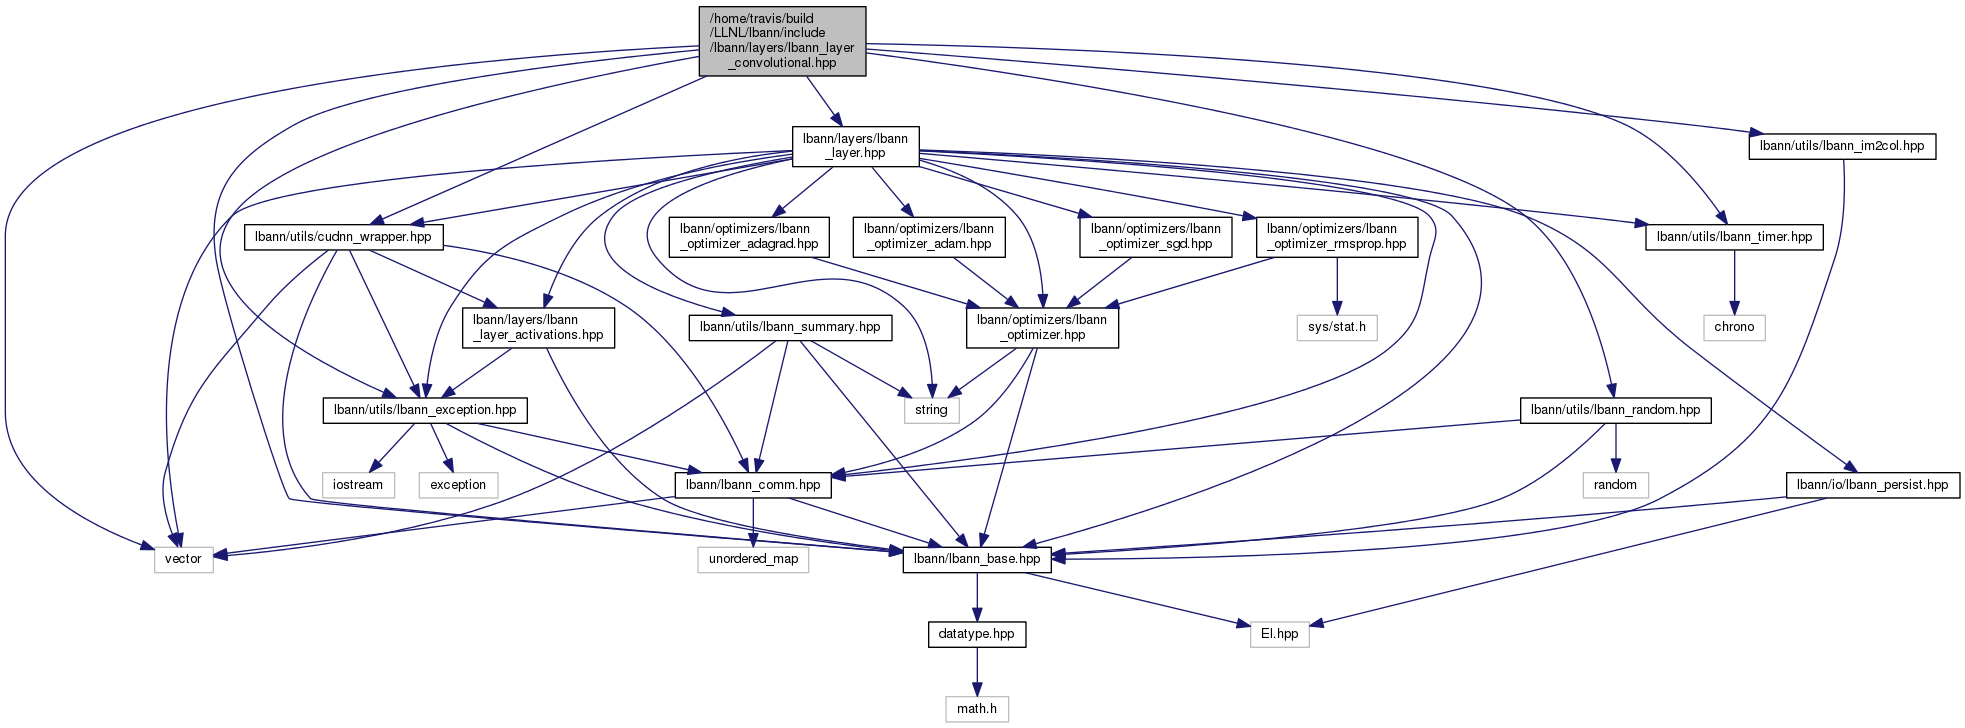 /home/travis/build
/LLNL/lbann/include
/lbann/layers/lbann_layer
_convolutional.hpp
lbann/layers/lbann
_layer.hpp
lbann/utils/lbann_im2col.hpp
lbann/utils/cudnn_wrapper.hpp
lbann/optimizers/lbann
_optimizer_adagrad.hpp
lbann/optimizers/lbann
_optimizer_adam.hpp
lbann/optimizers/lbann
_optimizer_sgd.hpp
lbann/optimizers/lbann
_optimizer_rmsprop.hpp
lbann/utils/lbann_timer.hpp
lbann/layers/lbann
_layer_activations.hpp
lbann/utils/lbann_summary.hpp
lbann/optimizers/lbann
_optimizer.hpp
sys/stat.h
chrono
lbann/utils/lbann_exception.hpp
string
lbann/utils/lbann_random.hpp
iostream
exception
lbann/lbann_comm.hpp
random
lbann/io/lbann_persist.hpp
vector
unordered_map
lbann/lbann_base.hpp
datatype.hpp
El.hpp
math.h